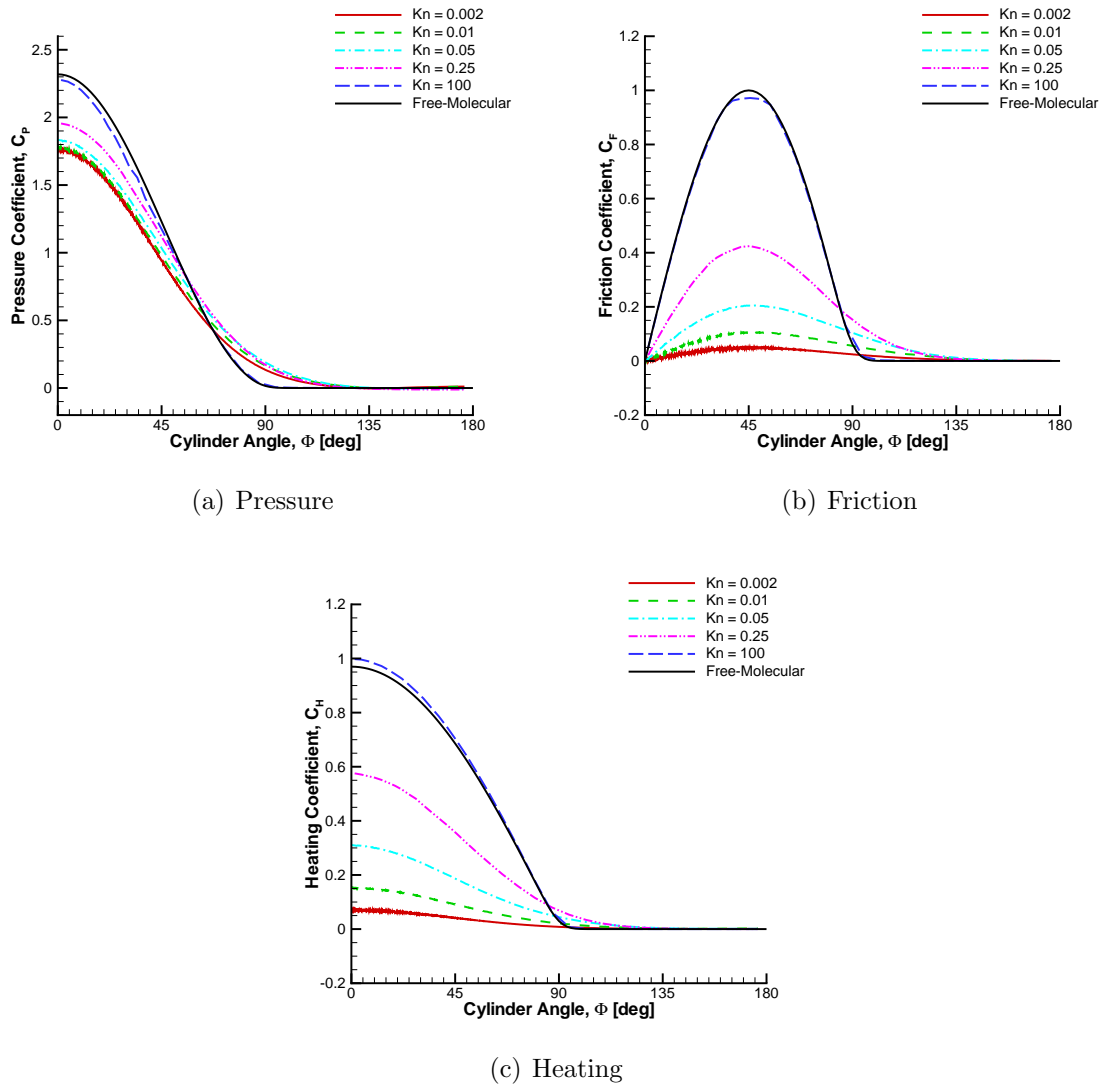 Kn = 0.002
Kn = 0.01
Kn = 0.05
Kn = 0.25
Kn = 100
Free-Molecular
2.5
2
1.5
1
0.5
0
Pressure Coefficient, C_P
0
45
90
135
180
Cylinder Angle, Φ [deg]
(a) Pressure
Kn = 0.002
Kn = 0.01
Kn = 0.05
Kn = 0.25
Kn = 100
Free-Molecular
1.2
1
0.8
0.6
0.4
0.2
0
-0.2
Friction Coefficient, C_F
0
45
90
135
180
Cylinder Angle, Φ [deg]
(b) Friction
Kn = 0.002
Kn = 0.01
Kn = 0.05
Kn = 0.25
Kn = 100
Free-Molecular
1.2
1
0.8
0.6
0.4
0.2
0
-0.2
Heating Coefficient, C_H
0
45
90
135
180
Cylinder Angle, Φ [deg]
(c) Heating